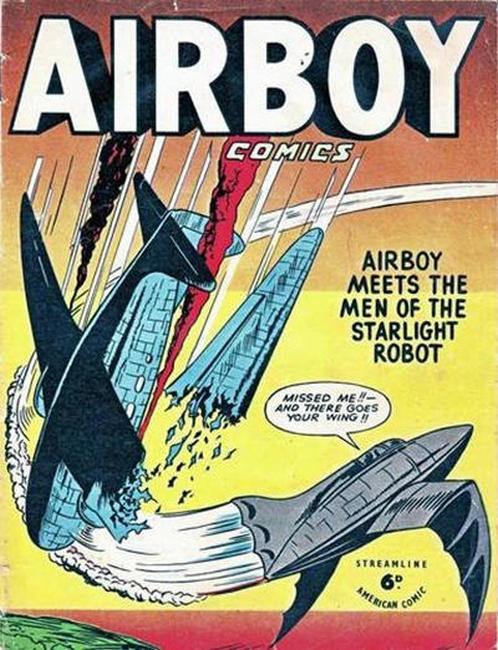 AIRBOY
COMICS
AIRBOY
MEETS THE
MEN OF THE
STARLIGHT
ROBOT
MISSED ME!!—
AND THERE GOES
YOUR WING!!
STREAMLINE
6D.
AMERICAN COMIC